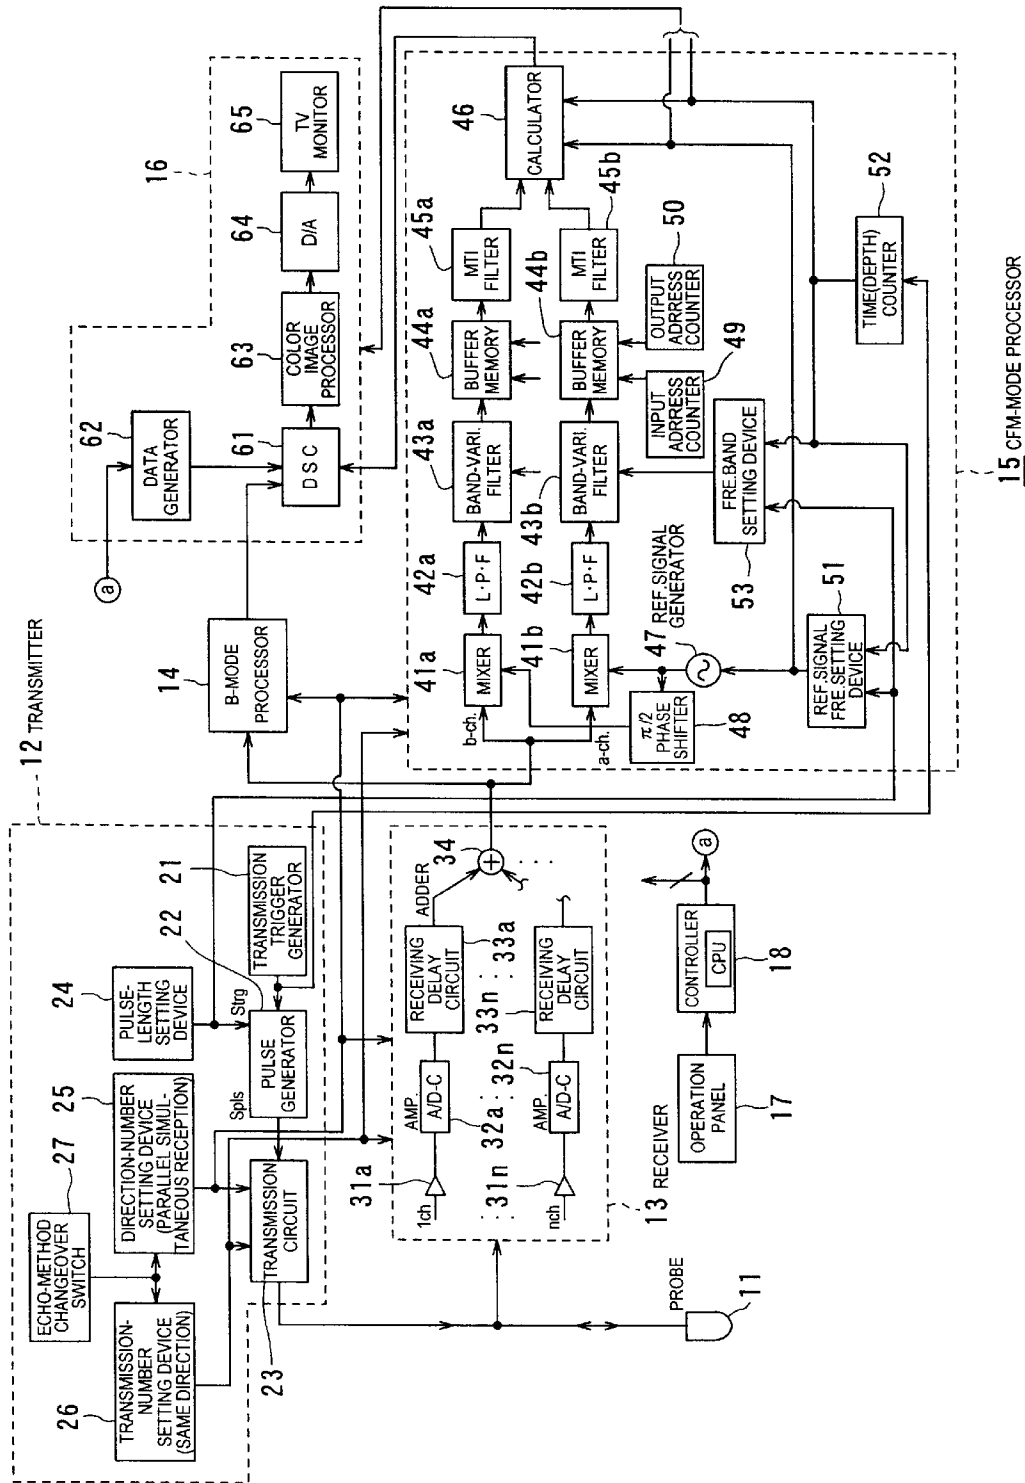 12 TRANSMITTER
27
ECHO-METHOD
CHANGEOVER
SWITCH
26
TRANSMISSION-
NUMBER
SETTING DEVICE
(SAME DIRECTION)
25
DIRECTION-NUMBER
SETTING DEVICE
(PARALLEL SIMUL-
TANEOUS RECEPTION)
24
PULSE-
LENGTH
SETTING
DEVICE
23
TRANSMISSION
CIRCUIT
Spls
Strg
22
PULSE
GENERATOR
21
TRANSMISSION
TRIGGER
GENERATOR
14
B-MODE
PROCESSOR
16
a
62
DATA
GENERATOR
61
D S C
63
COLOR
IMAGE
PROCESSOR
64
D/A
65
TV
MONITOR
PROBE
11
13 RECEIVER
1ch
31a
AMP.
A/D-C
32a
RECEIVING
DELAY
CIRCUIT
33a
ADDER
34
+
nch
31n
AMP.
A/D-C
32n
RECEIVING
DELAY
CIRCUIT
33n
17
OPERATION
PANEL
18
CONTROLLER
CPU
a
15 CFM-MODE PROCESSOR
b-ch.
a-ch.
41a
MIXER
42a
L·P·F
43a
BAND-VARI.
FILTER
44a
BUFFER
MEMORY
45a
MTI
FILTER
46
CALCULATOR
41b
MIXER
42b
L·P·F
43b
BAND-VARI.
FILTER
44b
BUFFER
MEMORY
45b
MTI
FILTER
47
REF.SIGNAL
GENERATOR
48
π/2
PHASE
SHIFTER
49
INPUT
ADRRESS
COUNTER
50
OUTPUT
ADRRESS
COUNTER
51
REF.SIGNAL
FRE.SETTING
DEVICE
53
FRE.BAND
SETTING DEVICE
52
TIME(DEPTH)
COUNTER